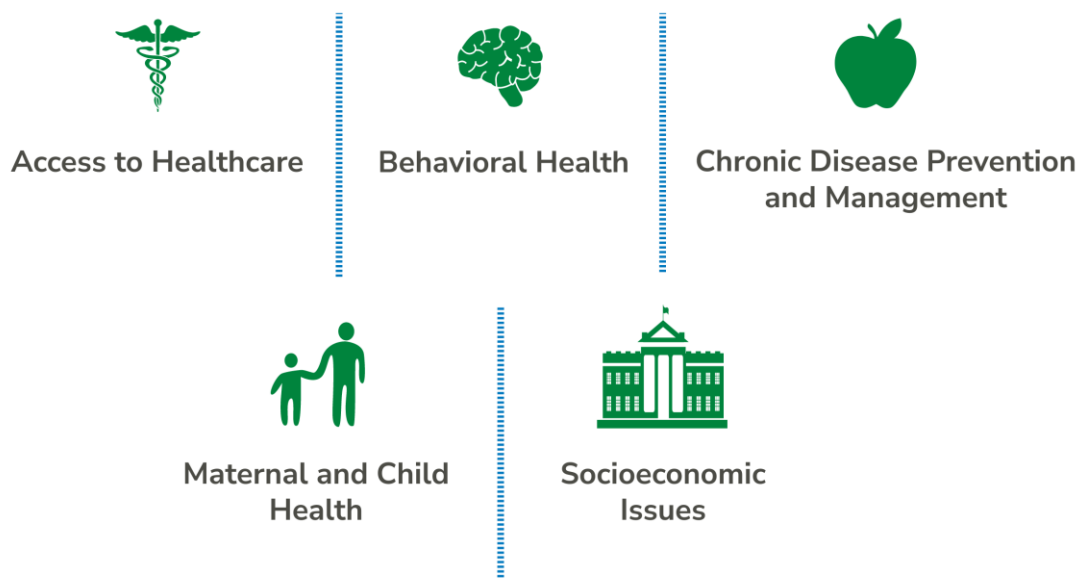 Access to Healthcare
Behavioral Health
Chronic Disease Prevention
and Management
Maternal and Child
Health
Socioeconomic
Issues